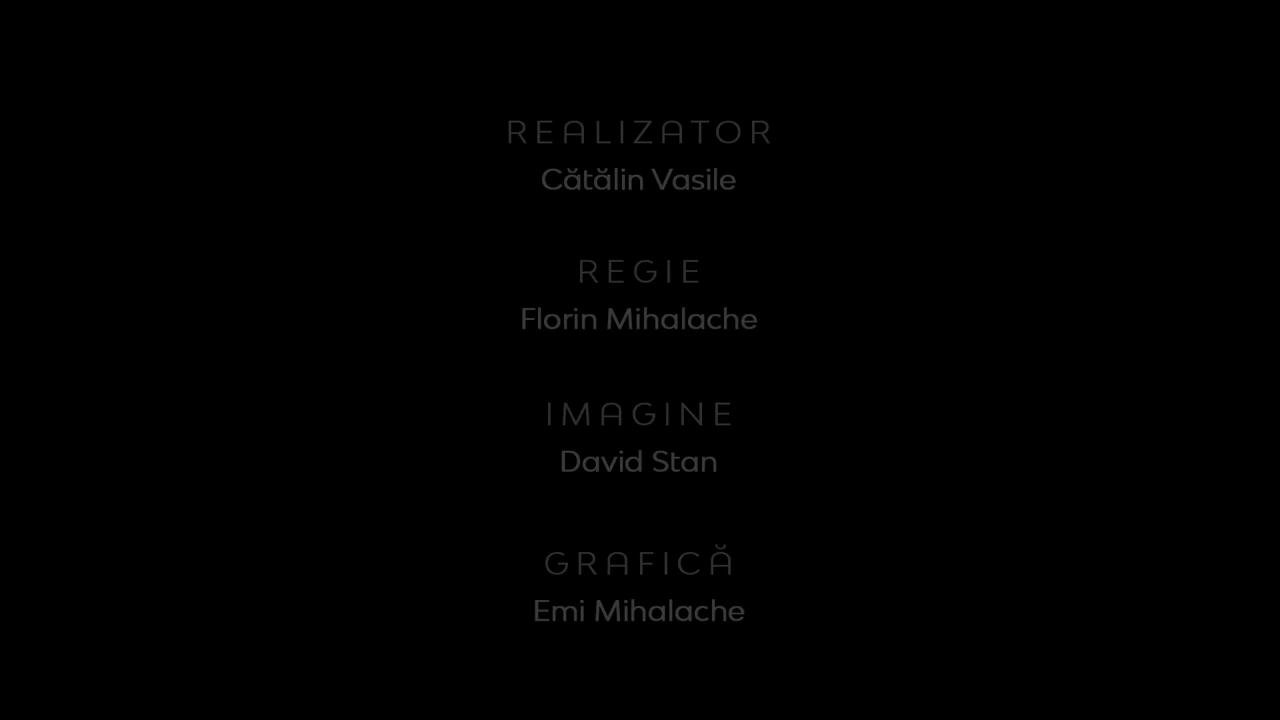 REALIZATOR
Cătălin Vasile
REGIE
Florin Mihalache
IMAGINE
David Stan
GRAFICĂ
Emi Mihalache